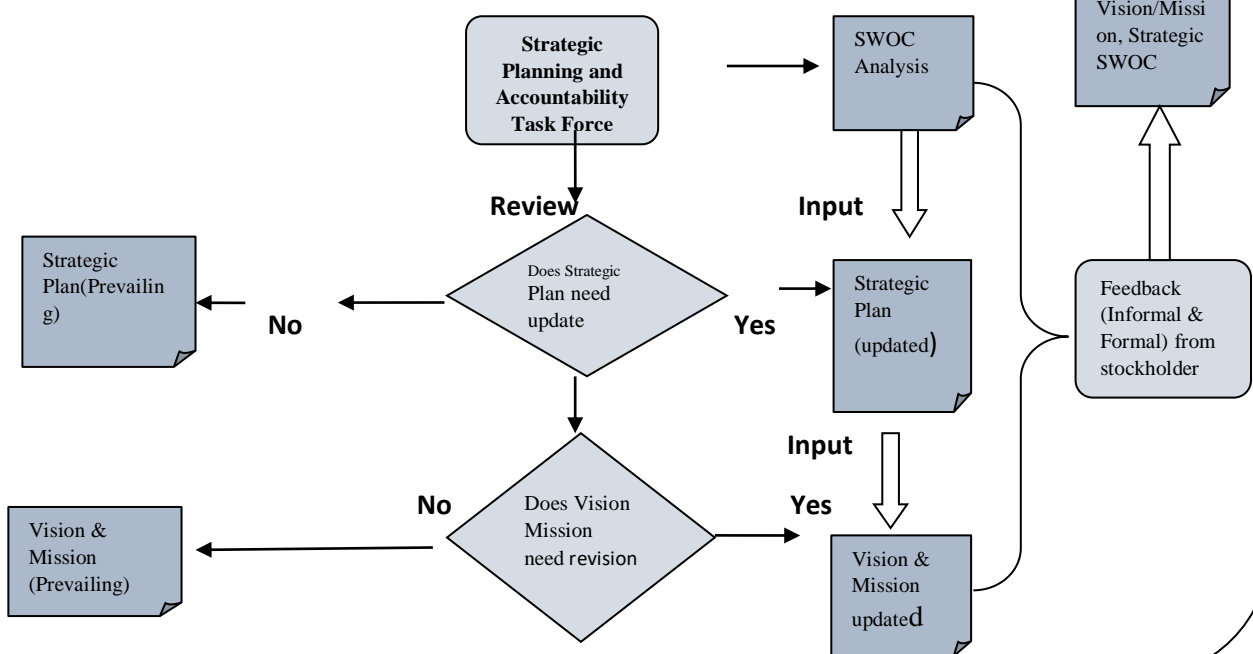 Strategic
Planning and
Accountability
Task Force
SWOC
Analysis
Vision/Missi
on, Strategic
SWOC
Review
Input
Strategic
Plan(Prevailin
g)
No
Does Strategic
Plan need
update
Yes
Strategic
Plan
(updated)
Feedback
(Informal &
Formal) from
stockholder
Input
Vision &
Mission
(Prevailing)
No
Does Vision
Mission
need revision
Yes
Vision &
Mission
updated